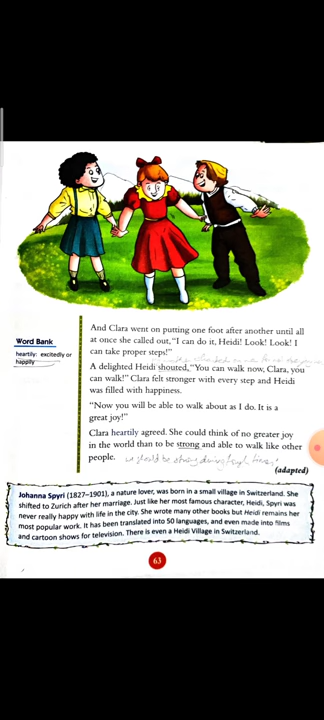 And Clara went on putting one foot after another until all
at once she called out, “I can do it, Heidi! Look! Look! I
can take proper steps!”
Word Bank
heartily: excitedly or
happily
A delighted Heidi shouted, “You can walk now, Clara, you
can walk!” Clara felt stronger with every step and Heidi
was filled with happiness.
“Now you will be able to walk about as I do. It is a
great joy!”
Clara heartily agreed. She could think of no greater joy
in the world than to be strong and able to walk like other
people.
should be strong during tough times
(adapted)
Johanna Spyri (1827–1901), a nature lover, was born in a small village in Switzerland. She
shifted to Zurich after her marriage. Just like her most famous character, Heidi, Spyri was
never really happy with life in the city. She wrote many other books but Heidi remains her
most popular work. It has been translated into 50 languages, and even made into films
and cartoon shows for television. There is even a Heidi Village in Switzerland.
63